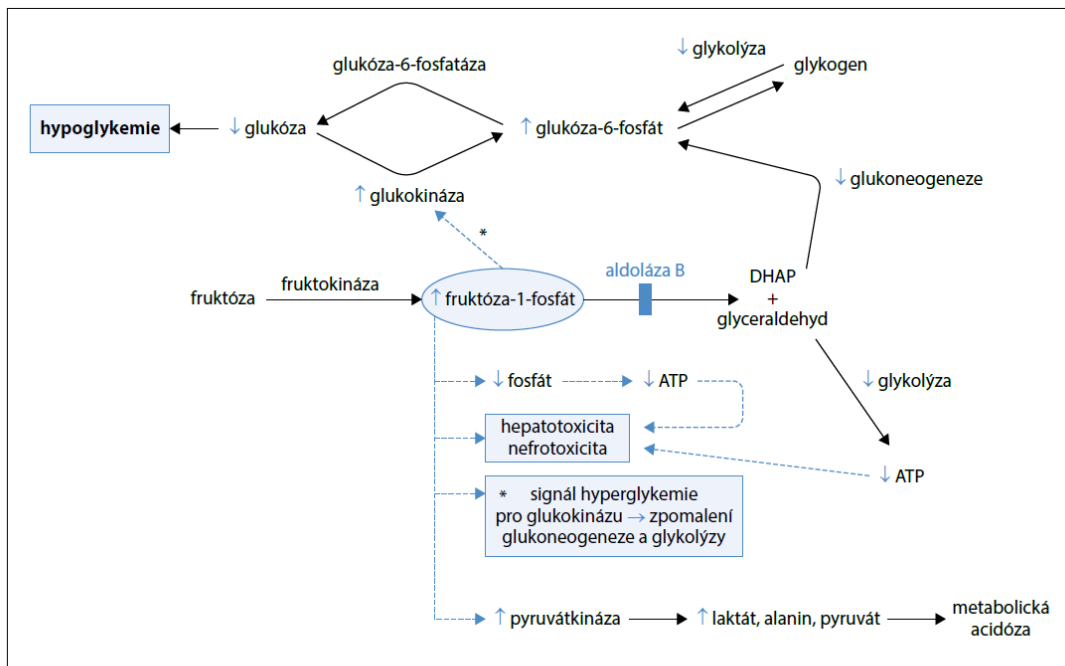 ↓ glykolýza
glukóza-6-fosfatáza
glykogen
hypoglykemie
↓ glukóza
↑ glukóza-6-fosfát
↓ glukoneogeneze
↑ glukokináza
*
aldoláza B
DHAP
+
glyceraldehyd
fruktóza
fruktokináza
↑ fruktóza-1-fosfát
↓ fosfát
↓ ATP
↓ glykolýza
hepatotoxicita
nefrotoxicita
↓ ATP
* signál hyperglykemie
pro glukokinázu → zpomalení
glukoneogeneze a glykolýzy
↑ pyruvátkináza
↑ laktát, alanin, pyruvát
metabolická
acidóza